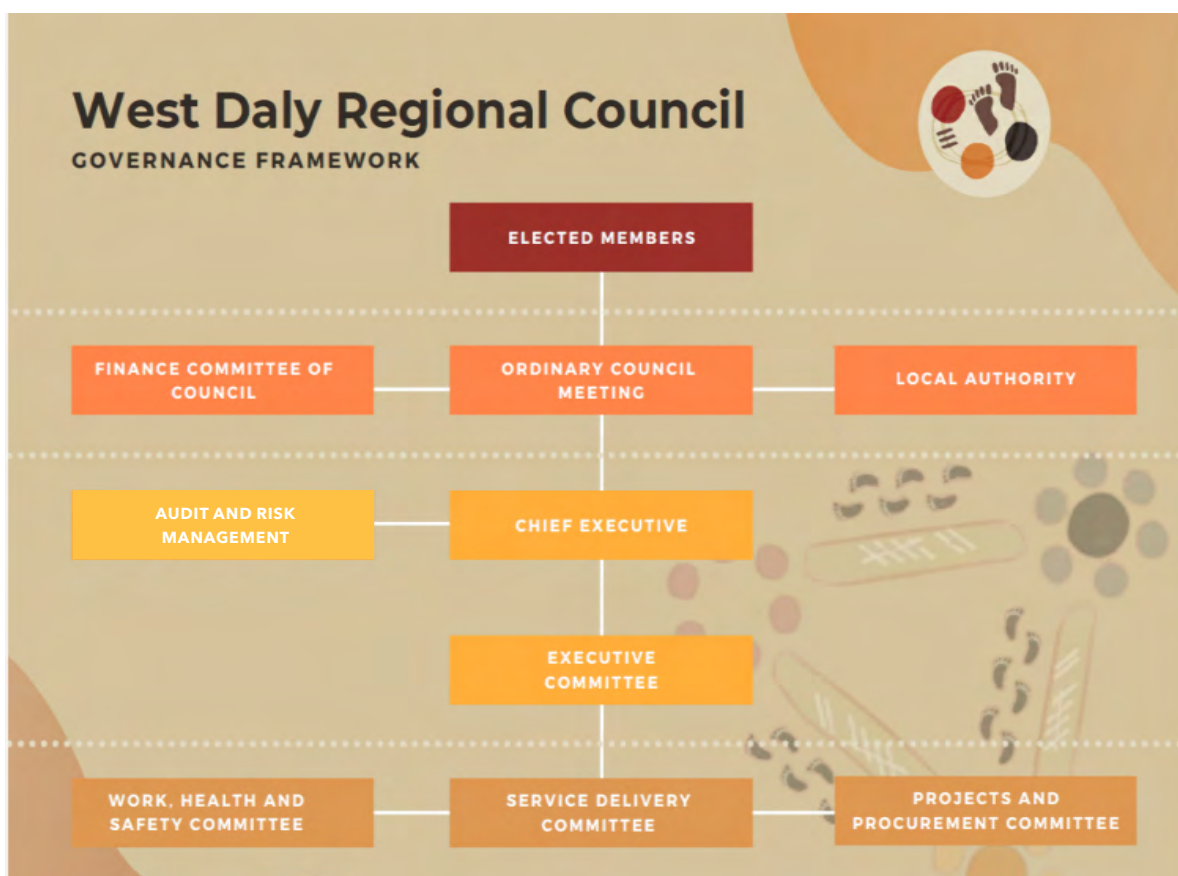 West Daly Regional Council
GOVERNANCE FRAMEWORK
ELECTED MEMBERS
FINANCE COMMITTEE OF
COUNCIL
ORDINARY COUNCIL
MEETING
LOCAL AUTHORITY
AUDIT AND RISK
MANAGEMENT
CHIEF EXECUTIVE
EXECUTIVE
COMMITTEE
WORK, HEALTH AND
SAFETY COMMITTEE
SERVICE DELIVERY
COMMITTEE
PROJECTS AND
PROCUREMENT COMMITTEE